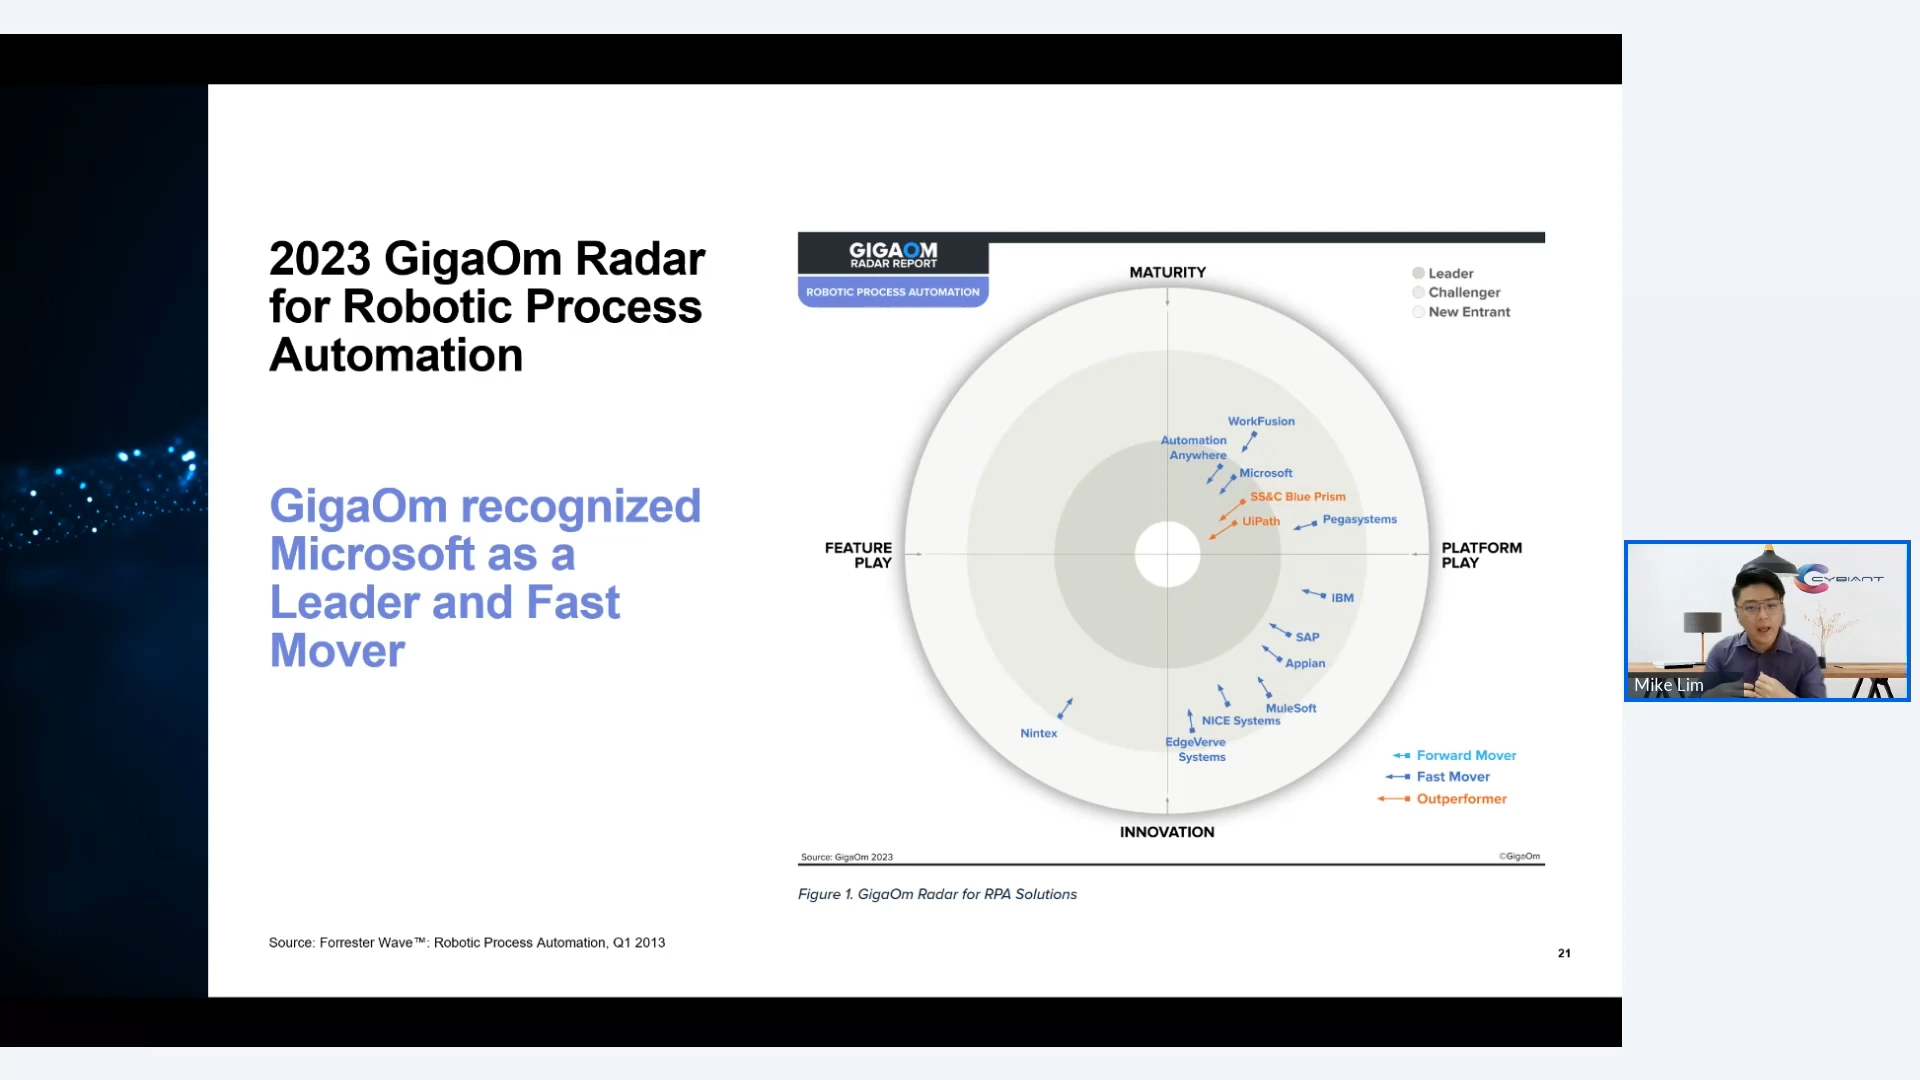 2023 GigaOm Radar
for Robotic Process
Automation
GigaOm recognized
Microsoft as a
Leader and Fast
Mover
GIGAOM
RADAR REPORT
ROBOTIC PROCESS AUTOMATION
MATURITY
Leader
Challenger
New Entrant
WorkFusion
Automation
Anywhere
Microsoft
SS&C Blue Prism
UiPath
Pegasystems
FEATURE
PLAY
PLATFORM
PLAY
IBM
SAP
Appian
MuleSoft
NICE Systems
EdgeVerve
Systems
Nintex
Forward Mover
Fast Mover
Outperformer
INNOVATION
Source: GigaOm 2023
©GigaOm
Figure 1. GigaOm Radar for RPA Solutions
Source: Forrester Wave™: Robotic Process Automation, Q1 2013
21
CYBIANT
Mike Lim